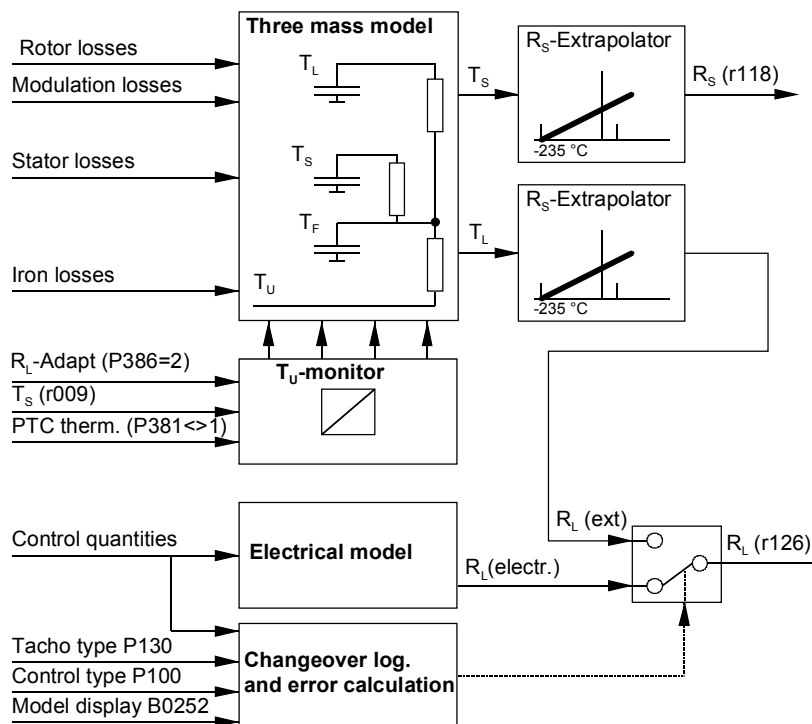 Three mass model
Rotor losses
Modulation losses
Stator losses
Iron losses
T_L
T_S
T_F
T_U
T_S
R_S-Extrapolator
-235 °C
R_S (r118)
T_L
R_S-Extrapolator
-235 °C
R_L-Adapt (P386=2)
T_S (r009)
PTC therm. (P381<>1)
T_U-monitor
Control quantities
Electrical model
R_L (ext)
R_L(electr.)
R_L (r126)
Tacho type P130
Control type P100
Model display B0252
Changeover log.
and error calculation